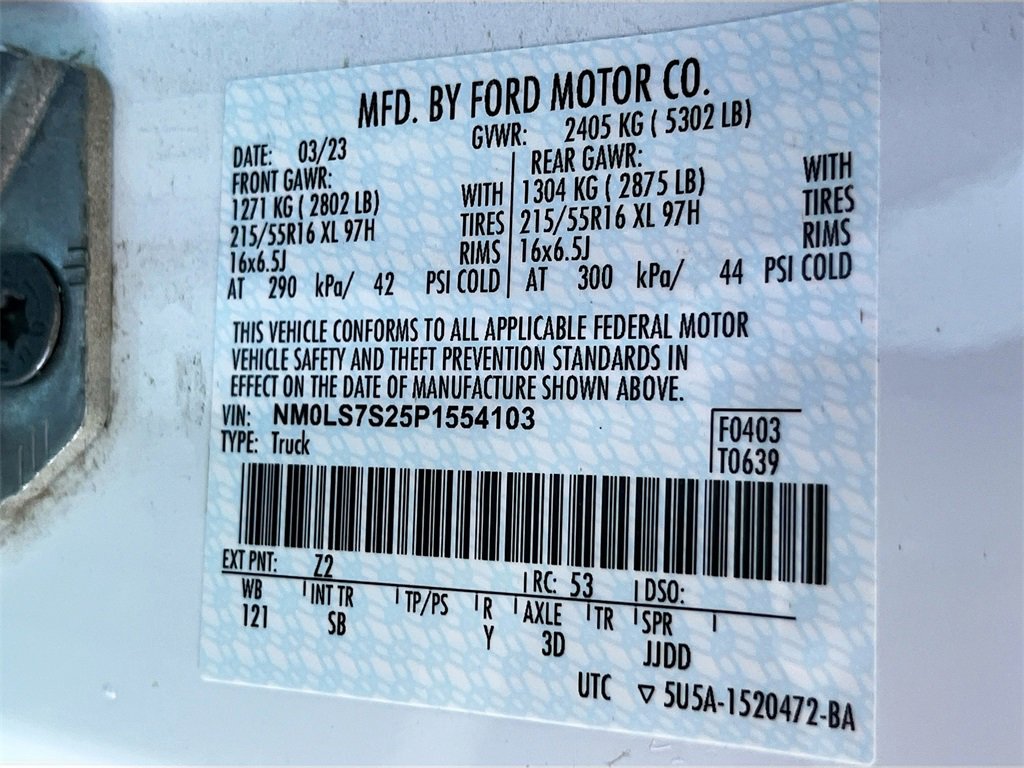 MFD. BY FORD MOTOR CO.
DATE: 03/23 GVWR: 2405 KG ( 5302 LB)
FRONT GAWR: REAR GAWR:
1271 KG ( 2802 LB) WITH 1304 KG ( 2875 LB) WITH
215/55R16 XL 97H TIRES 215/55R16 XL 97H TIRES
16x6.5J RIMS 16x6.5J RIMS
AT 290 kPa/ 42 PSI COLD AT 300 kPa/ 44 PSI COLD
THIS VEHICLE CONFORMS TO ALL APPLICABLE FEDERAL MOTOR
VEHICLE SAFETY AND THEFT PREVENTION STANDARDS IN
EFFECT ON THE DATE OF MANUFACTURE SHOWN ABOVE.
VIN: NM0LS7S25P1554103 F0403
TYPE: Truck T0639
EXT PNT: Z2 RC: 53 DSO:
WB INT TR TP/PS R AXLE TR SPR
121 SB Y 3D JJDD
UTC ▽ 5U5A-1520472-BA